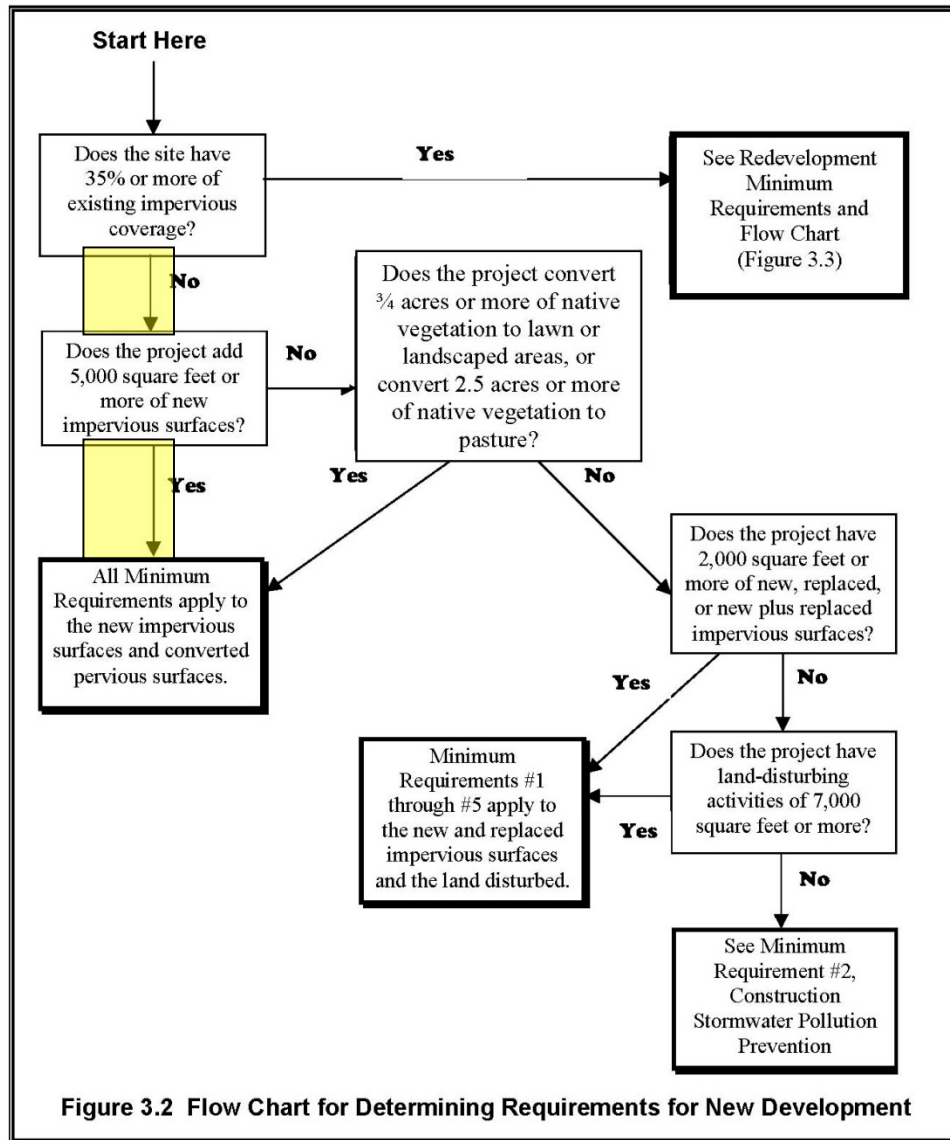 Start Here
Does the site have
35% or more of
existing impervious
coverage?
Yes
See Redevelopment
Minimum
Requirements and
Flow Chart
(Figure 3.3)
No
Does the project add
5,000 square feet or
more of new
impervious surfaces?
No
Does the project convert
¾ acres or more of native
vegetation to lawn or
landscaped areas, or
convert 2.5 acres or more
of native vegetation to
pasture?
Yes
Yes
No
All Minimum
Requirements apply to
the new impervious
surfaces and converted
pervious surfaces.
Does the project have
2,000 square feet or
more of new, replaced,
or new plus replaced
impervious surfaces?
Yes
No
Minimum
Requirements #1
through #5 apply to
the new and replaced
impervious surfaces
and the land disturbed.
Does the project have
land-disturbing
activities of 7,000
square feet or more?
Yes
No
See Minimum
Requirement #2,
Construction
Stormwater Pollution
Prevention
Figure 3.2 Flow Chart for Determining Requirements for New Development